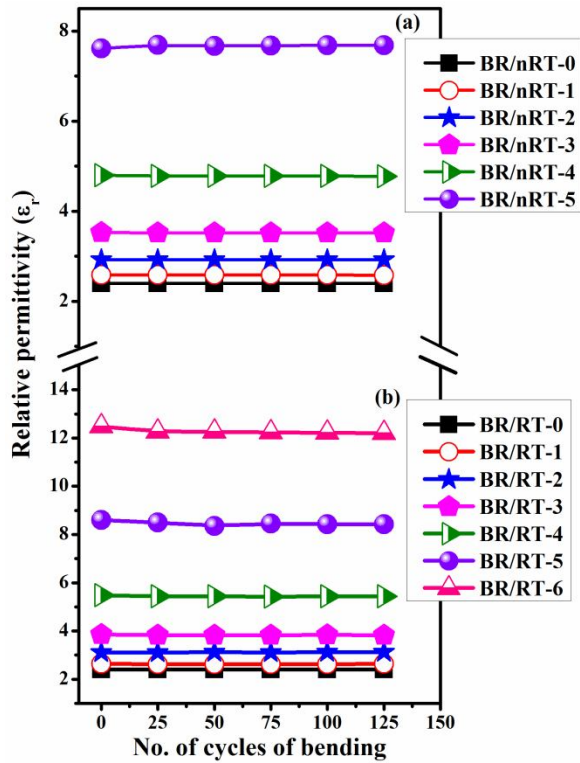 (a)
8
6
4
2
BR/nRT-0
BR/nRT-1
BR/nRT-2
BR/nRT-3
BR/nRT-4
BR/nRT-5
Relative permittivity (εr)
(b)
14
12
10
8
6
4
2
BR/RT-0
BR/RT-1
BR/RT-2
BR/RT-3
BR/RT-4
BR/RT-5
BR/RT-6
0 25 50 75 100 125 150
No. of cycles of bending